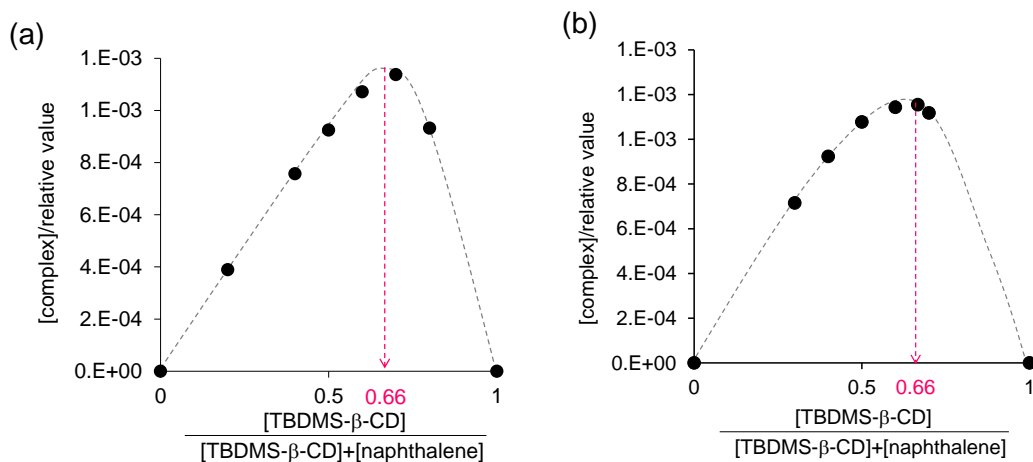 (a)
[complex]/relative value
1.E-03
1.E-03
8.E-04
6.E-04
4.E-04
2.E-04
0.E+00
0
0.5
0.66
1
[TBDMS-β-CD]
[TBDMS-β-CD]+[naphthalene]
(b)
[complex]/relative value
1.E-03
1.E-03
1.E-03
8.E-04
6.E-04
4.E-04
2.E-04
0.E+00
0
0.5
0.66
1
[TBDMS-β-CD]
[TBDMS-β-CD]+[naphthalene]